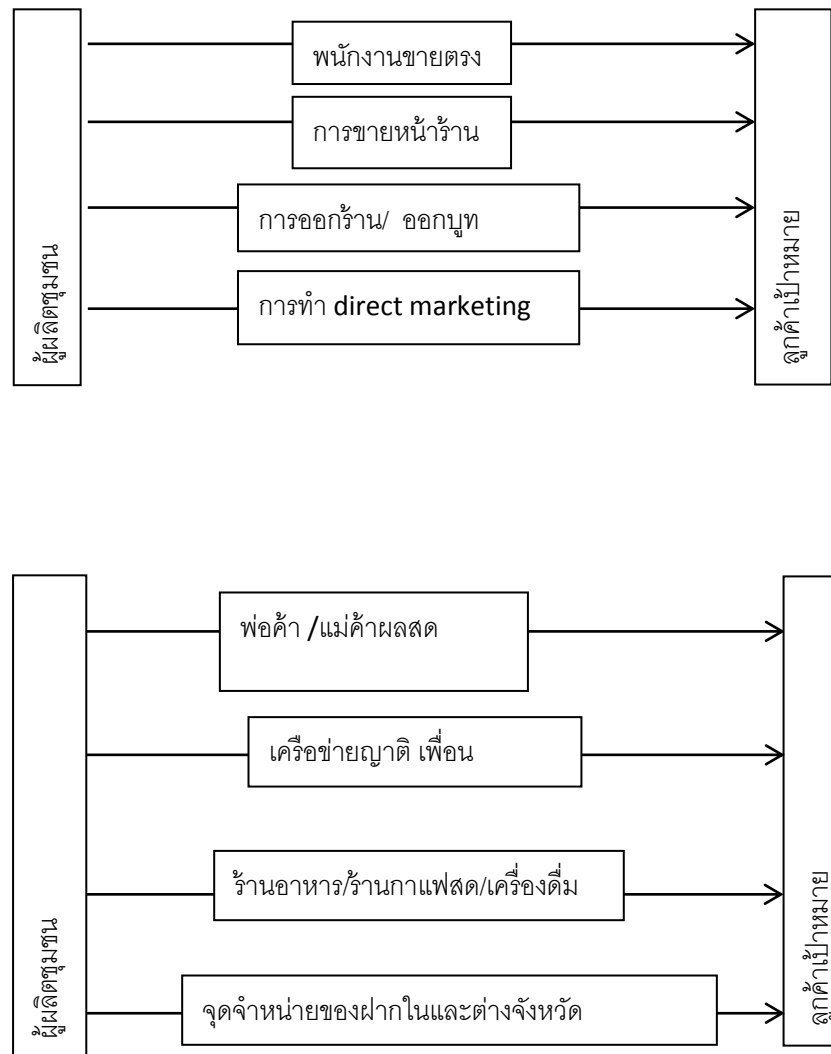 พนักงานขายตรง
การขายหน้าร้าน
การออกร้าน/ ออกบูท
การทำ direct marketing
ผู้ผลิตชุมชน
ลูกค้าเป้าหมาย
พ่อค้า /แม่ค้าผลสด
เครือข่ายญาติ เพื่อน
ร้านอาหาร/ร้านกาแฟสด/เครื่องดื่ม
จุดจำหน่ายของฝากในและต่างจังหวัด
ผู้ผลิตชุมชน
ลูกค้าเป้าหมาย